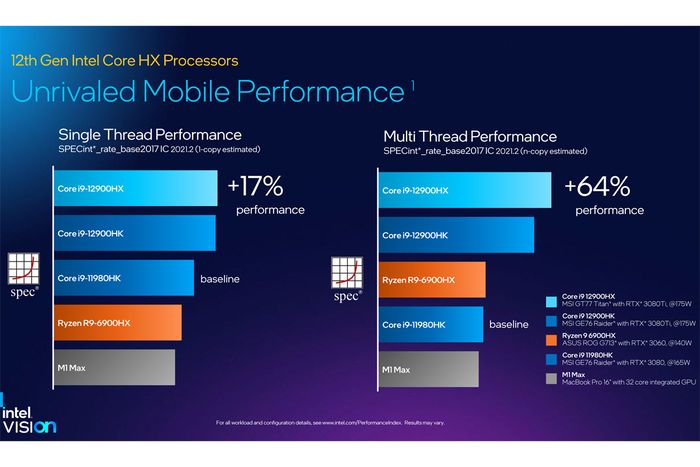 12th Gen Intel Core HX Processors
Unrivaled Mobile Performance 1
Single Thread Performance
SPECint*_rate_base2017 IC 2021.2 (1-copy estimated)
Core i9-12900HX
+17%
performance
Core i9-12900HK
Core i9-11980HK
baseline
Ryzen R9-6900HX
M1 Max
spec®
Multi Thread Performance
SPECint*_rate_base2017 IC 2021.2 (n-copy estimated)
Core i9-12900HX
+64%
performance
Core i9-12900HK
Ryzen R9-6900HX
Core i9-11980HK
baseline
M1 Max
spec®
Core i9 12900HX
MSI GT77 Titan* with RTX* 3080Ti, @175W
Core i9 12900HK
MSI GE76 Raider* with RTX* 3080Ti, @175W
Ryzen 9 6900HX
ASUS ROG G713* with RTX* 3060, @140W
Core i9 11980HK
MSI GE76 Raider* with RTX* 3080, @165W
M1 Max
MacBook Pro 16" with 32 core integrated GPU
intel.
VISION
For all workload and configuration details, see www.intel.com/PerformanceIndex. Results may vary.